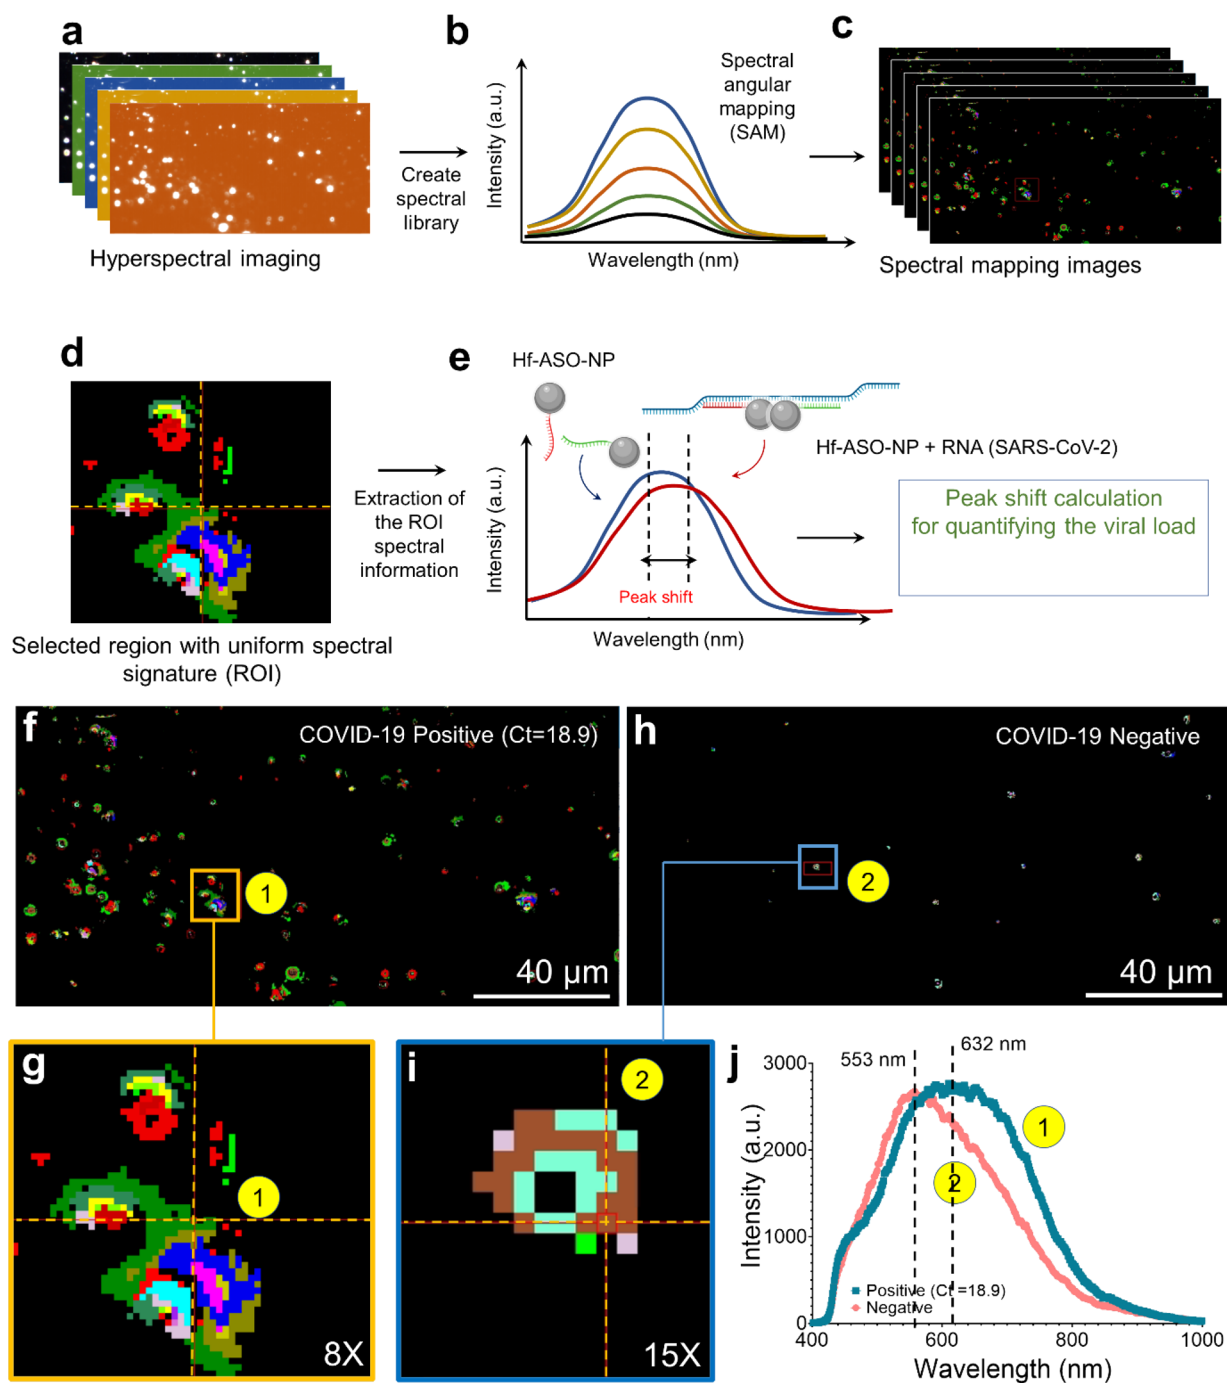 a
b
c
Spectral
angular
mapping
(SAM)
Intensity (a.u.)
Create
spectral
library
Wavelength (nm)
Hyperspectral imaging
Spectral mapping images
d
e
Hf-ASO-NP
Hf-ASO-NP + RNA (SARS-CoV-2)
Extraction of
the ROI
spectral
information
Intensity (a.u.)
Peak shift
Wavelength (nm)
Peak shift calculation
for quantifying the viral load
Selected region with uniform spectral
signature (ROI)
f
COVID-19 Positive (Ct=18.9)
1
40 µm
h
COVID-19 Negative
2
40 µm
g
1
8X
i
2
15X
j
553 nm
632 nm
3000
2000
1000
0
Intensity (a.u.)
1
2
Positive (Ct =18.9)
Negative
400
600
800
1000
Wavelength (nm)